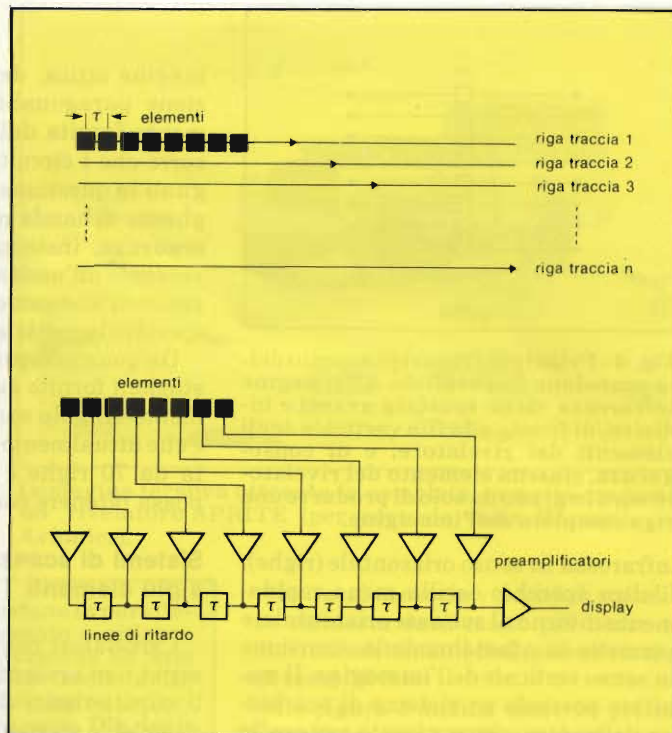 τ elementi
riga traccia 1
riga traccia 2
riga traccia 3
riga traccia n
elementi
preamplificatori
τ τ τ τ τ τ τ τ
display
linee di ritardo